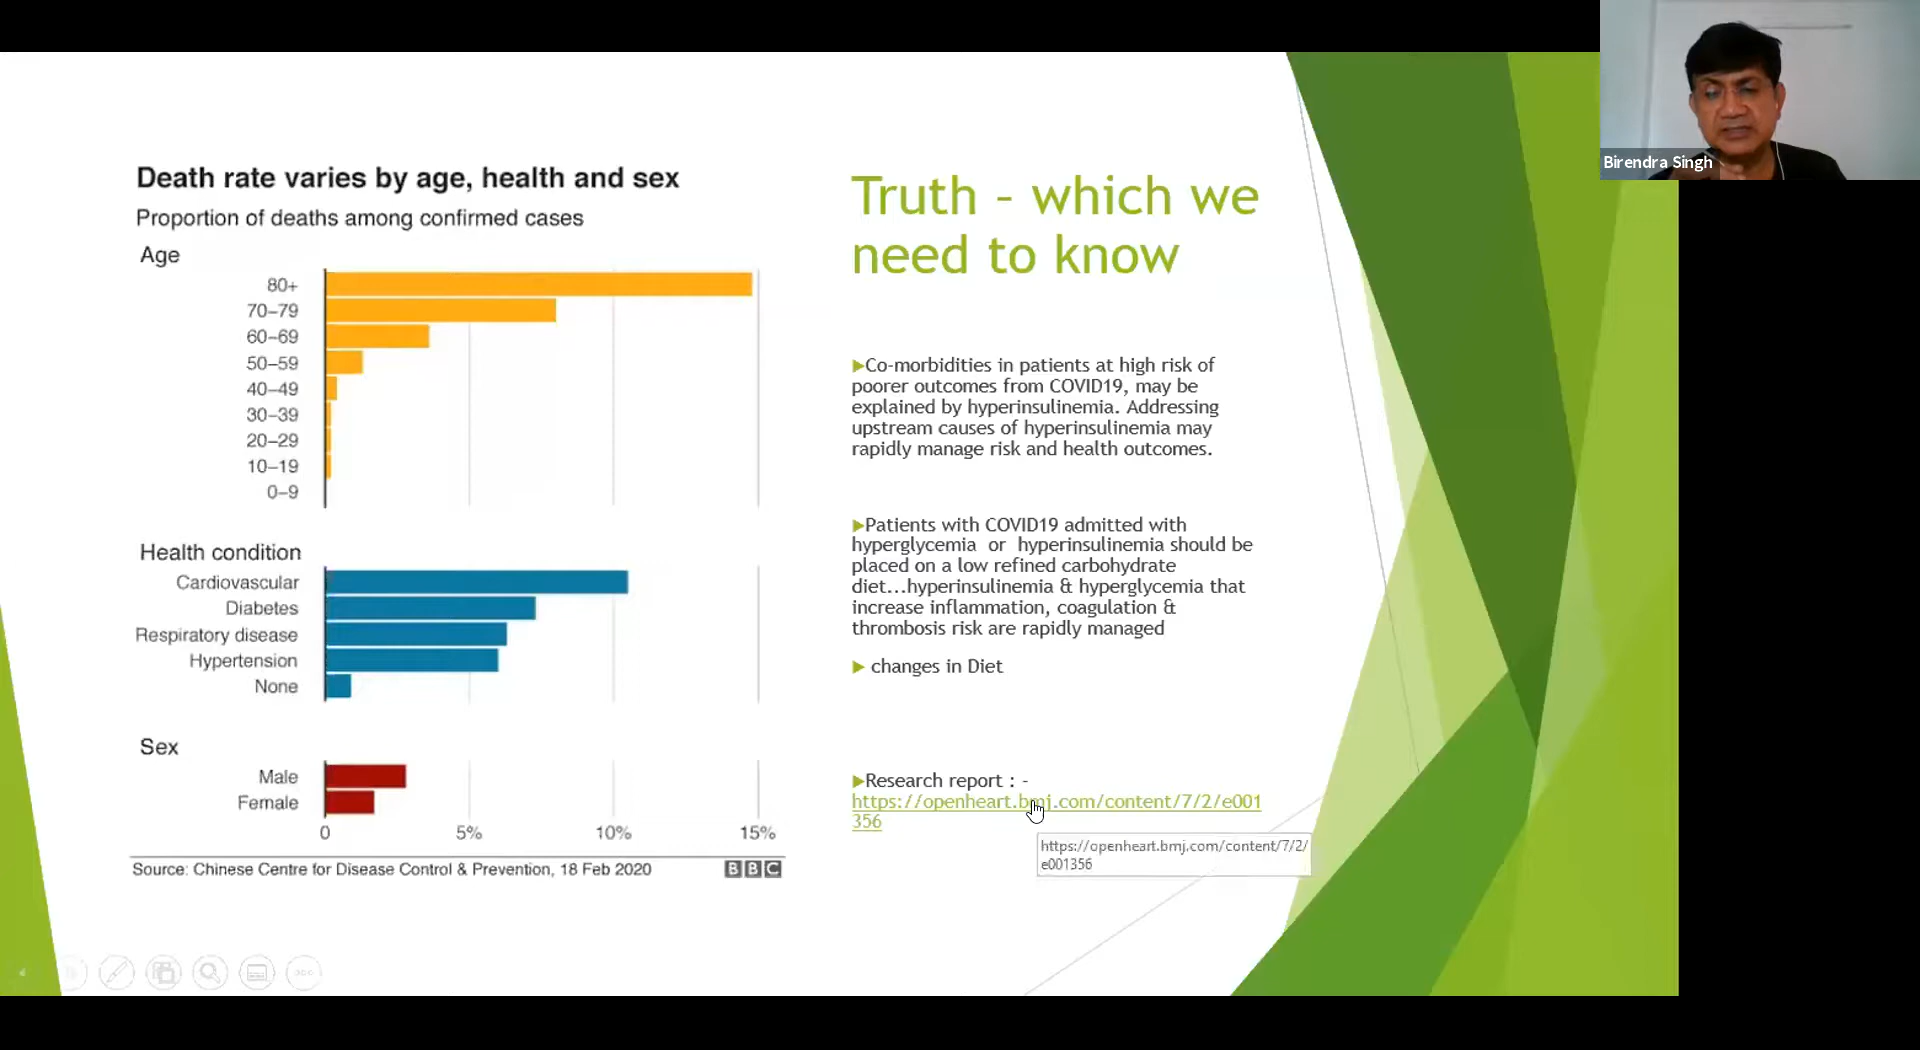 Birendra Singh
Death rate varies by age, health and sex
Proportion of deaths among confirmed cases
Age
80+
70–79
60–69
50–59
40–49
30–39
20–29
10–19
0–9
Health condition
Cardiovascular
Diabetes
Respiratory disease
Hypertension
None
Sex
Male
Female
0 5% 10% 15%
Source: Chinese Centre for Disease Control & Prevention, 18 Feb 2020 BBC
Truth – which we
need to know
Co-morbidities in patients at high risk of
poorer outcomes from COVID19, may be
explained by hyperinsulinemia. Addressing
upstream causes of hyperinsulinemia may
rapidly manage risk and health outcomes.
Patients with COVID19 admitted with
hyperglycemia or hyperinsulinemia should be
placed on a low refined carbohydrate
diet...hyperinsulinemia & hyperglycemia that
increase inflammation, coagulation &
thrombosis risk are rapidly managed
changes in Diet
Research report : -
https://openheart.bmj.com/content/7/2/e001
356
https://openheart.bmj.com/content/7/2/
e001356